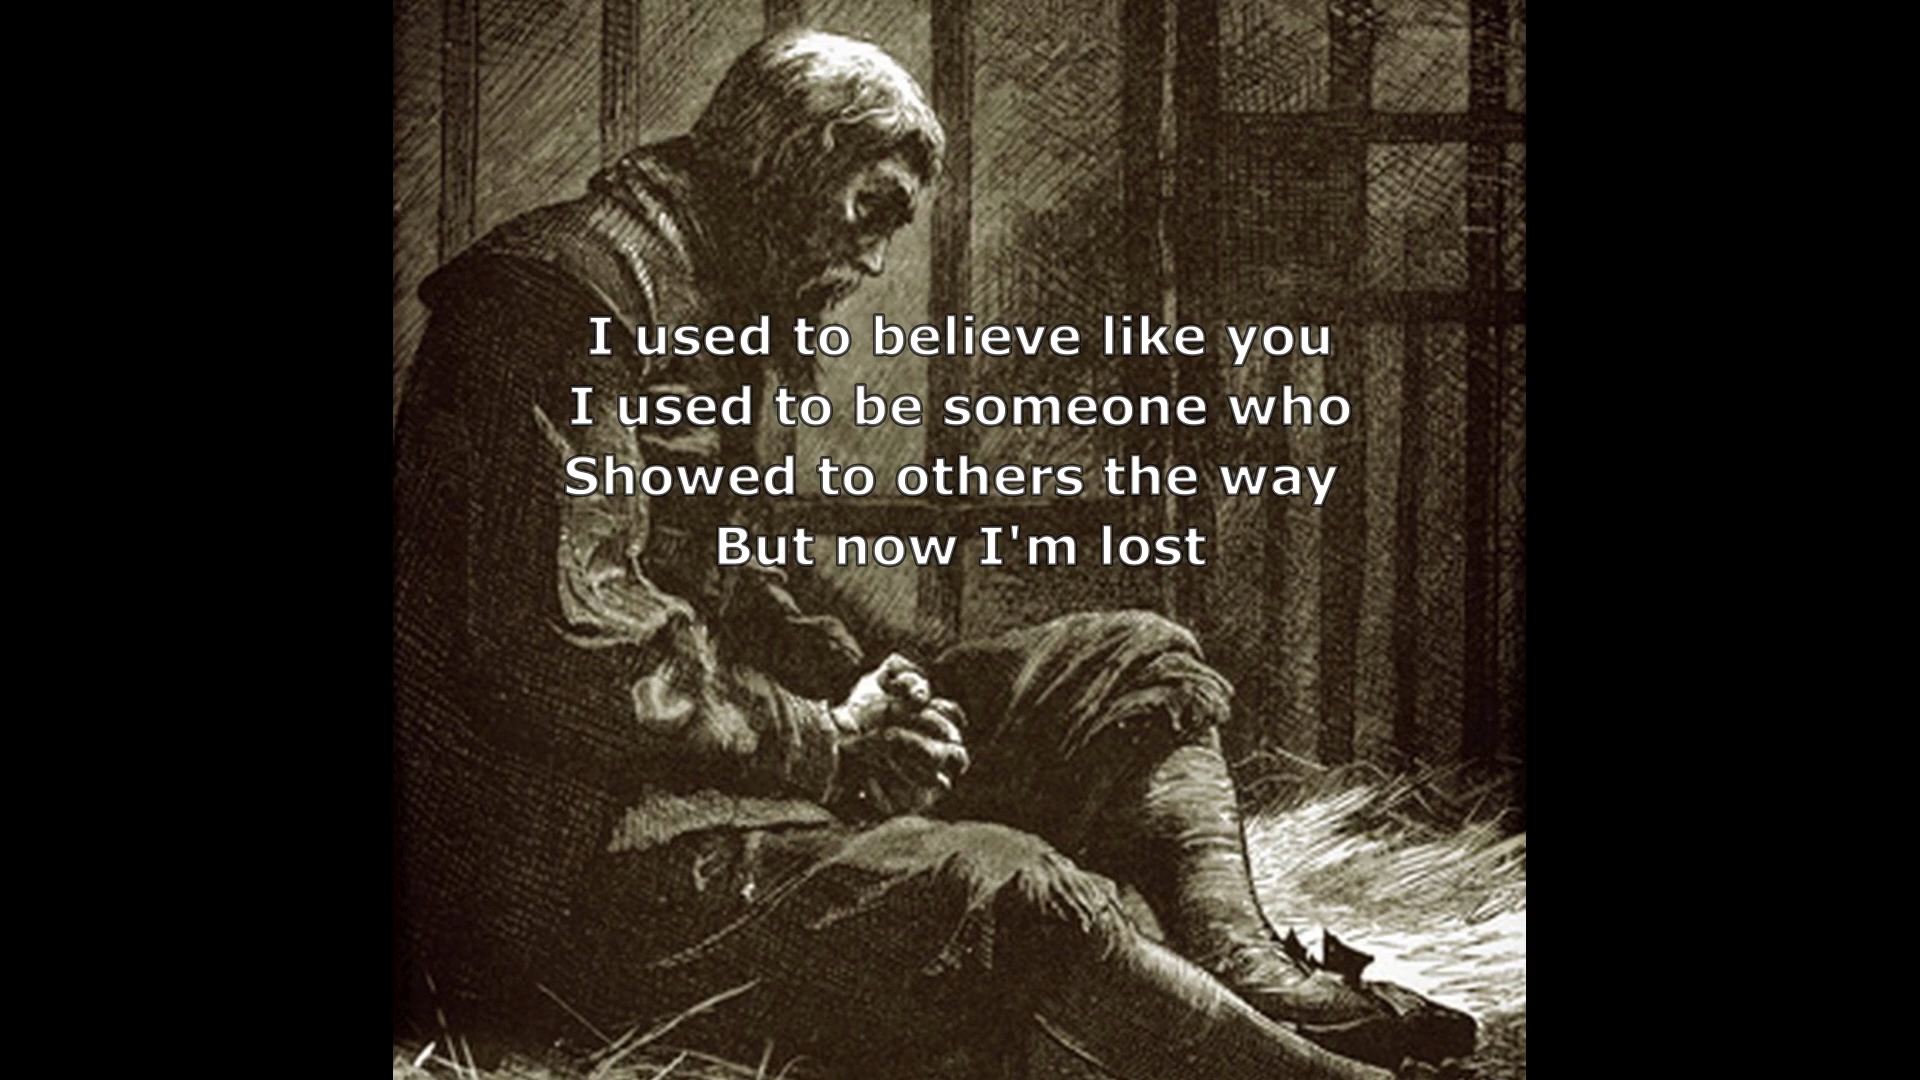 I used to believe like you
I used to be someone who
Showed to others the way
But now I'm lost